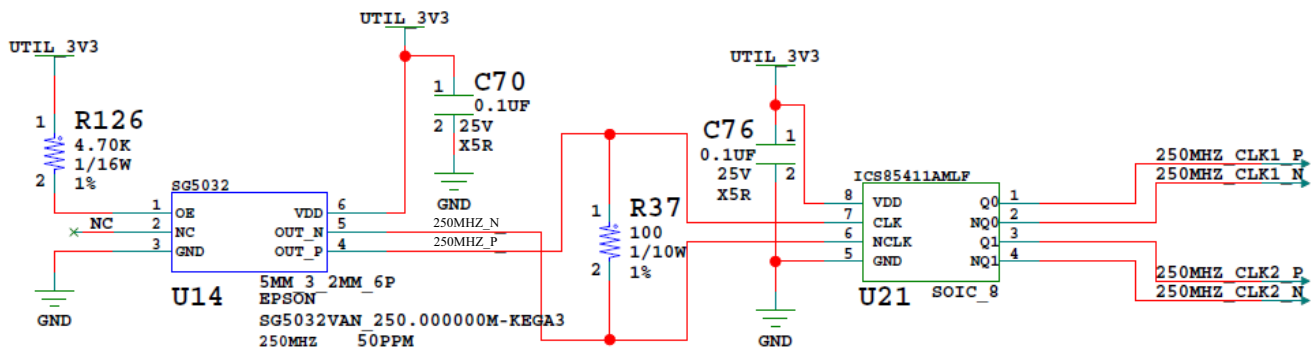 UTIL_3V3
UTIL_3V3
UTIL_3V3
1
R126
4.70K
1/16W
1%
2
1
C70
0.1UF
2
25V
X5R
GND
C76
1
0.1UF
25V
2
X5R
SG5032
1
OE
VDD
6
NC
2
NC
OUT_N
5
250MHZ_N
3
GND
OUT_P
4
250MHZ_P
GND
U14
5MM_3_2MM_6P
EPSON
SG5032VAN_250.000000M-KEGA3
250MHZ 50PPM
1
R37
100
1/10W
2
1%
GND
ICS85411AMLF
8
VDD
Q0
1
7
CLK
NQ0
2
6
NCLK
Q1
3
5
GND
NQ1
4
U21
SOIC_8
250MHZ_CLK1_P
250MHZ_CLK1_N
250MHZ_CLK2_P
250MHZ_CLK2_N